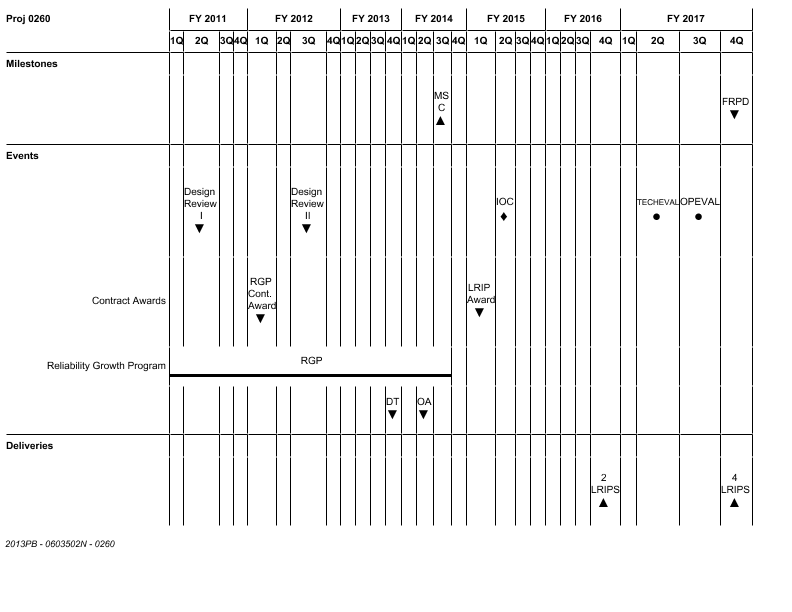 Proj 0260 FY 2011 FY 2012 FY 2013 FY 2014 FY 2015 FY 2016 FY 2017
1Q 2Q 3Q 4Q 1Q 2Q 3Q 4Q 1Q 2Q 3Q 4Q 1Q 2Q 3Q 4Q 1Q 2Q 3Q 4Q 1Q 2Q 3Q 4Q 1Q 2Q 3Q 4Q
Milestones
MS
C
FRPD
Events
Design
Review
I
Design
Review
II
IOC
TECHEVAL
OPEVAL
Contract Awards
RGP
Cont.
Award
LRIP
Award
Reliability Growth Program
RGP
DT
OA
Deliveries
2
LRIPS
4
LRIPS
2013PB - 0603502N - 0260